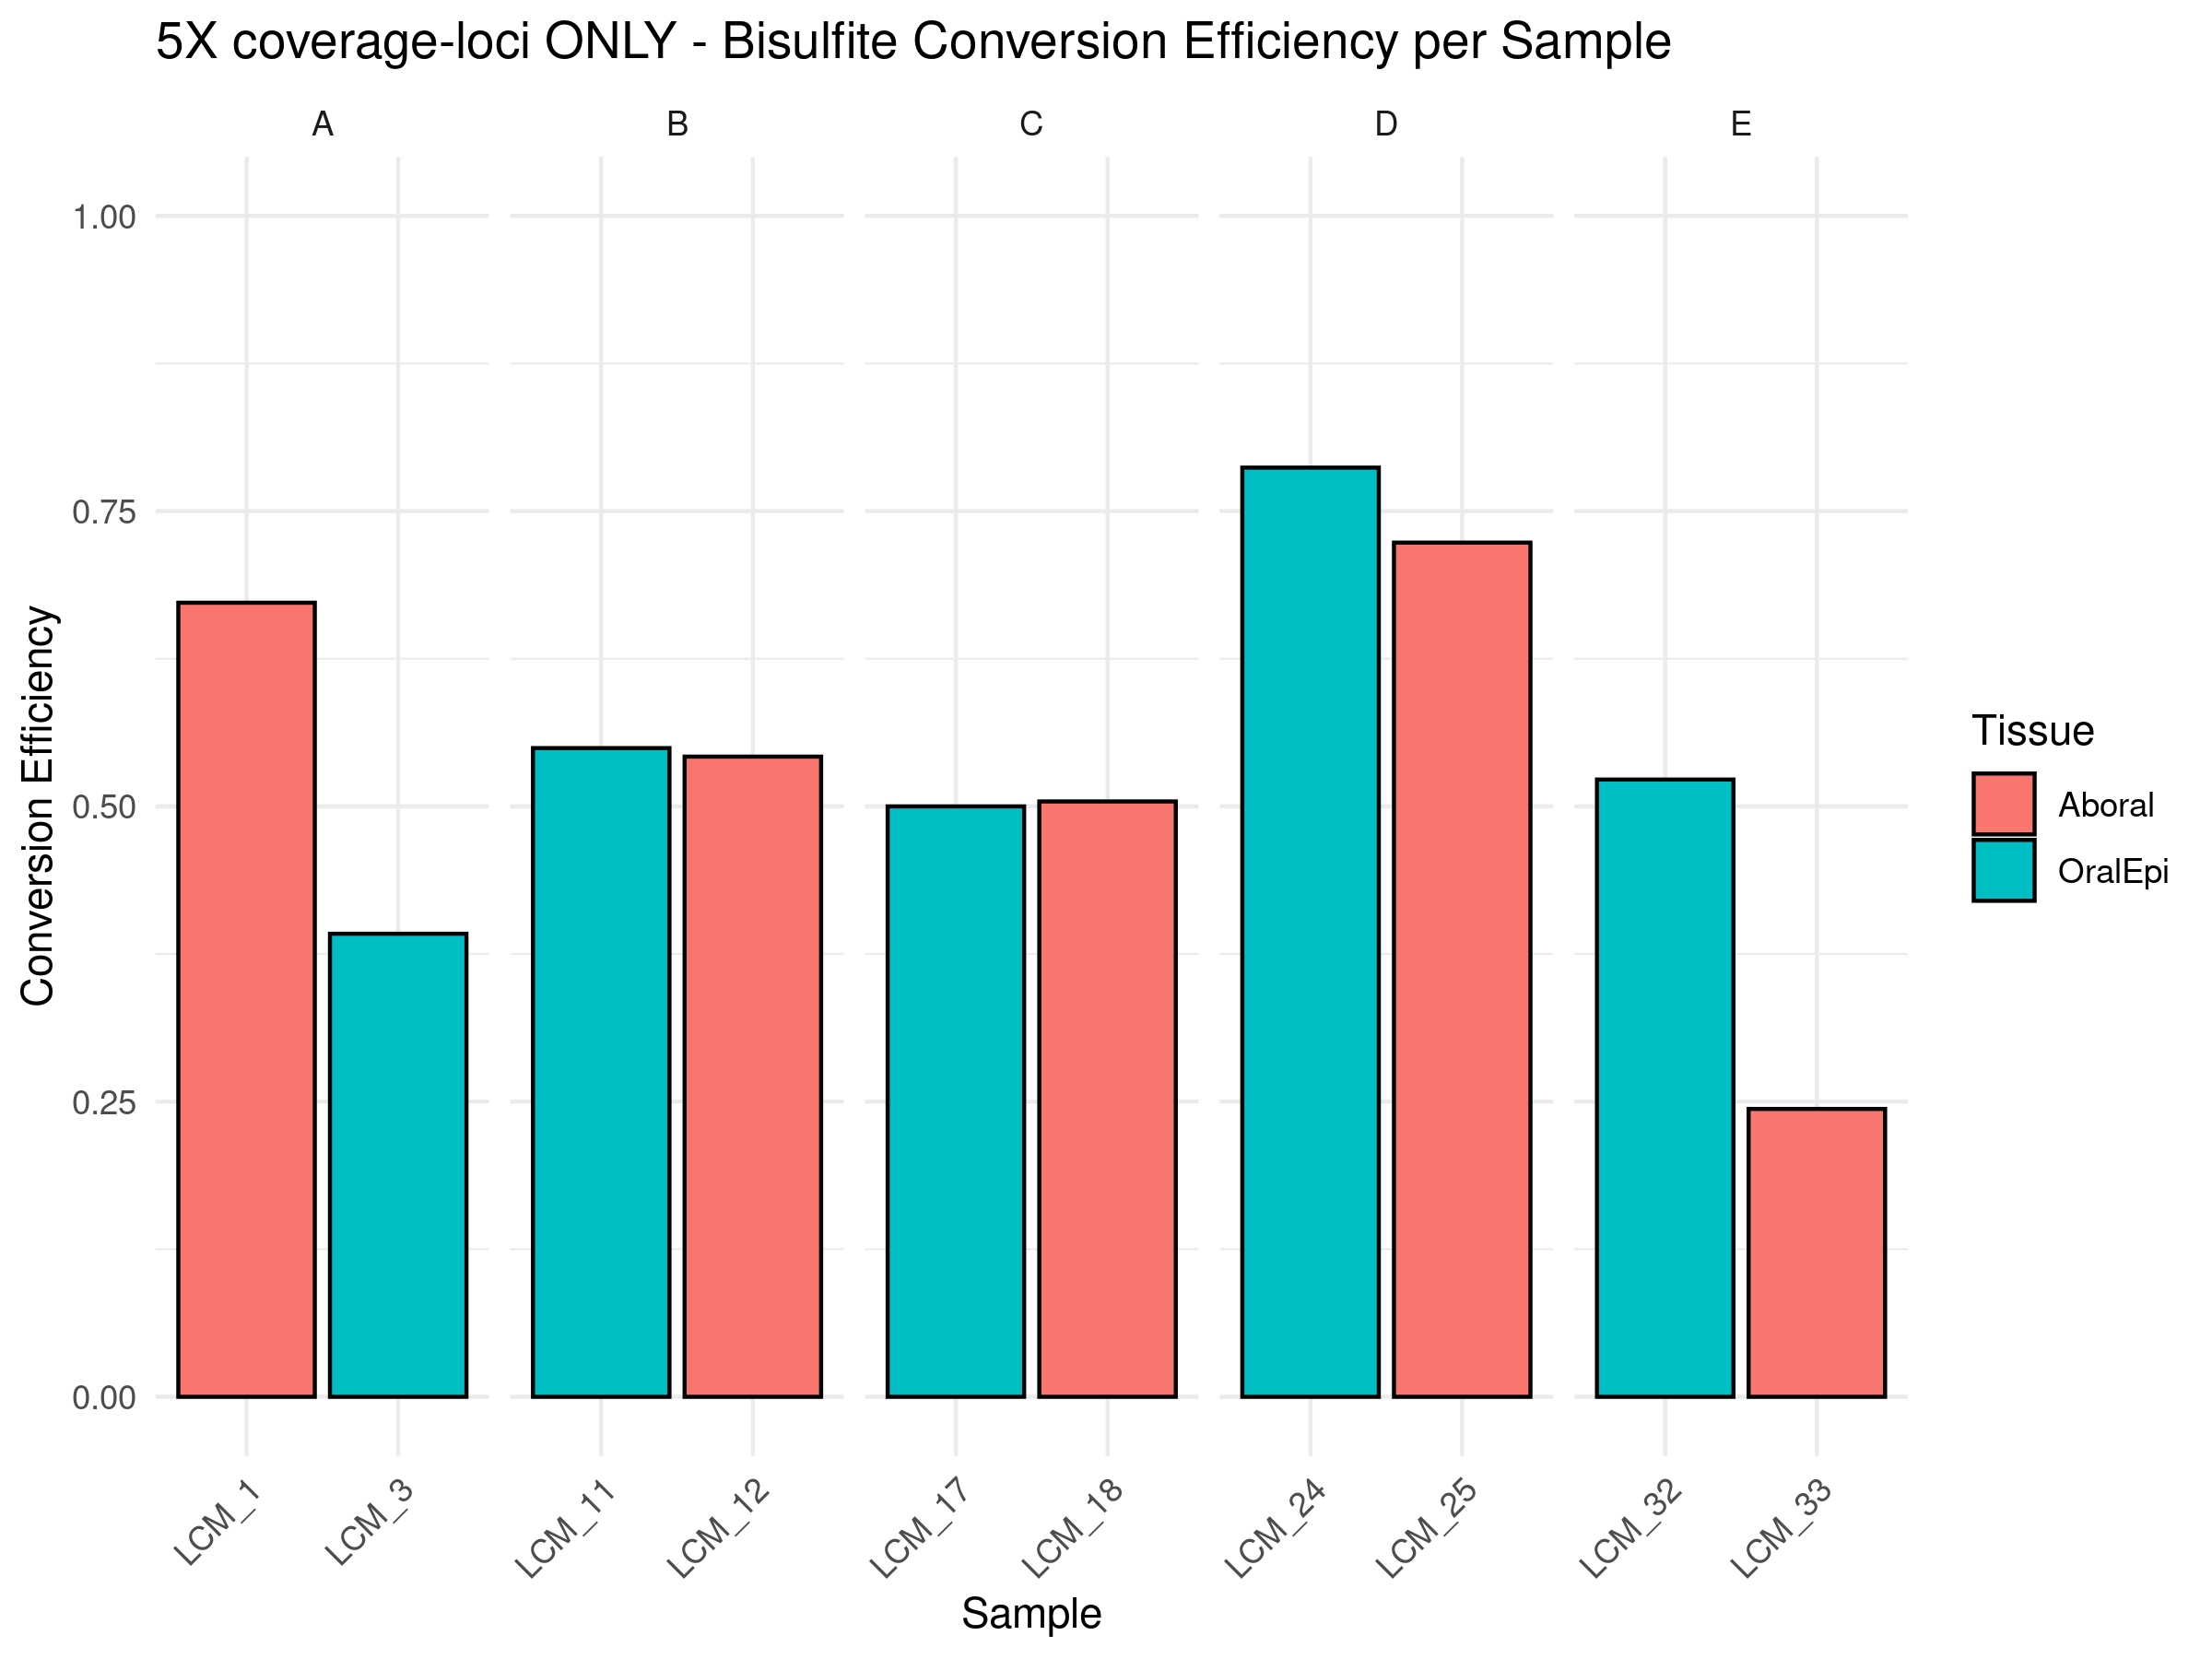 5X coverage-loci ONLY - Bisulfite Conversion Efficiency per Sample
A B C D E
1.00
0.75
0.50
0.25
0.00
Conversion Efficiency
LCM_1 LCM_3 LCM_11 LCM_12 LCM_17 LCM_18 LCM_24 LCM_25 LCM_32 LCM_33
Sample
Tissue
Aboral
OralEpi